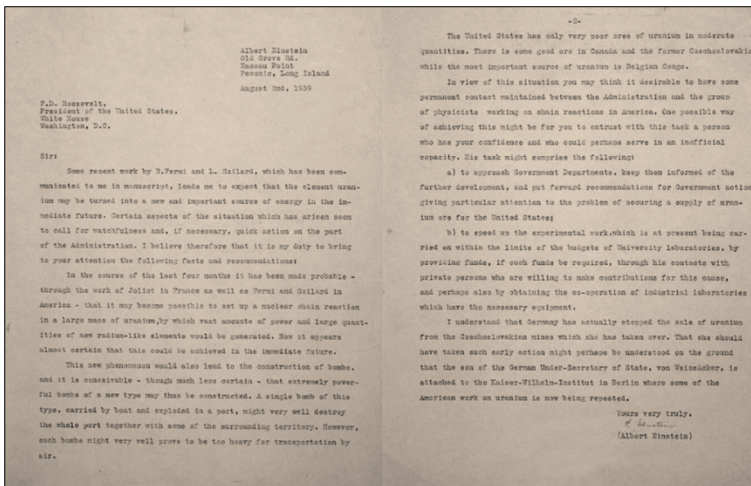 Albert Einstein
Old Grove Rd.
Nassau Point
Peconic, Long Island
August 2nd, 1939
F.D. Roosevelt,
President of the United States,
White House
Washington, D.C.
Sir:
Some recent work by E.Fermi and L. Szilard, which has been com-
municated to me in manuscript, leads me to expect that the element uran-
ium may be turned into a new and important source of energy in the im-
mediate future. Certain aspects of the situation which has arisen seem
to call for watchfulness and, if necessary, quick action on the part
of the Administration. I believe therefore that it is my duty to bring
to your attention the following facts and recommendations:
In the course of the last four months it has been made probable -
through the work of Joliot in France as well as Fermi and Szilard in
America - that it may become possible to set up a nuclear chain reaction
in a large mass of uranium,by which vast amounts of power and large quant-
ities of new radium-like elements would be generated. Now it appears
almost certain that this could be achieved in the immediate future.
This new phenomenon would also lead to the construction of bombs,
and it is conceivable - though much less certain - that extremely power-
ful bombs of a new type may thus be constructed. A single bomb of this
type, carried by boat and exploded in a port, might very well destroy
the whole port together with some of the surrounding territory. However,
such bombs might very well prove to be too heavy for transportation by
air.
-2-
The United States has only very poor ores of uranium in moderate
quantities. There is some good ore in Canada and the former Czechoslovakia,
while the most important source of uranium is Belgian Congo.
In view of this situation you may think it desirable to have some
permanent contact maintained between the Administration and the group
of physicists working on chain reactions in America. One possible way
of achieving this might be for you to entrust with this task a person
who has your confidence and who could perhaps serve in an inofficial
capacity. His task might comprise the following:
a) to approach Government Departments, keep them informed of the
further development, and put forward recommendations for Government action
giving particular attention to the problem of securing a supply of uran-
ium ore for the United States;
b) to speed up the experimental work,which is at present being car-
ried on within the limits of the budgets of University laboratories, by
providing funds, if such funds be required, through his contacts with
private persons who are willing to make contributions for this cause,
and perhaps also by obtaining the co-operation of industrial laboratories
which have the necessary equipment.
I understand that Germany has actually stopped the sale of uranium
from the Czechoslovakian mines which she has taken over. That she should
have taken such early action might perhaps be understood on the ground
that the son of the German Under-Secretary of State, von Weizsäcker, is
attached to the Kaiser-Wilhelm-Institut in Berlin where some of the
American work on uranium is now being repeated.
Yours very truly,
A. Einstein
(Albert Einstein)